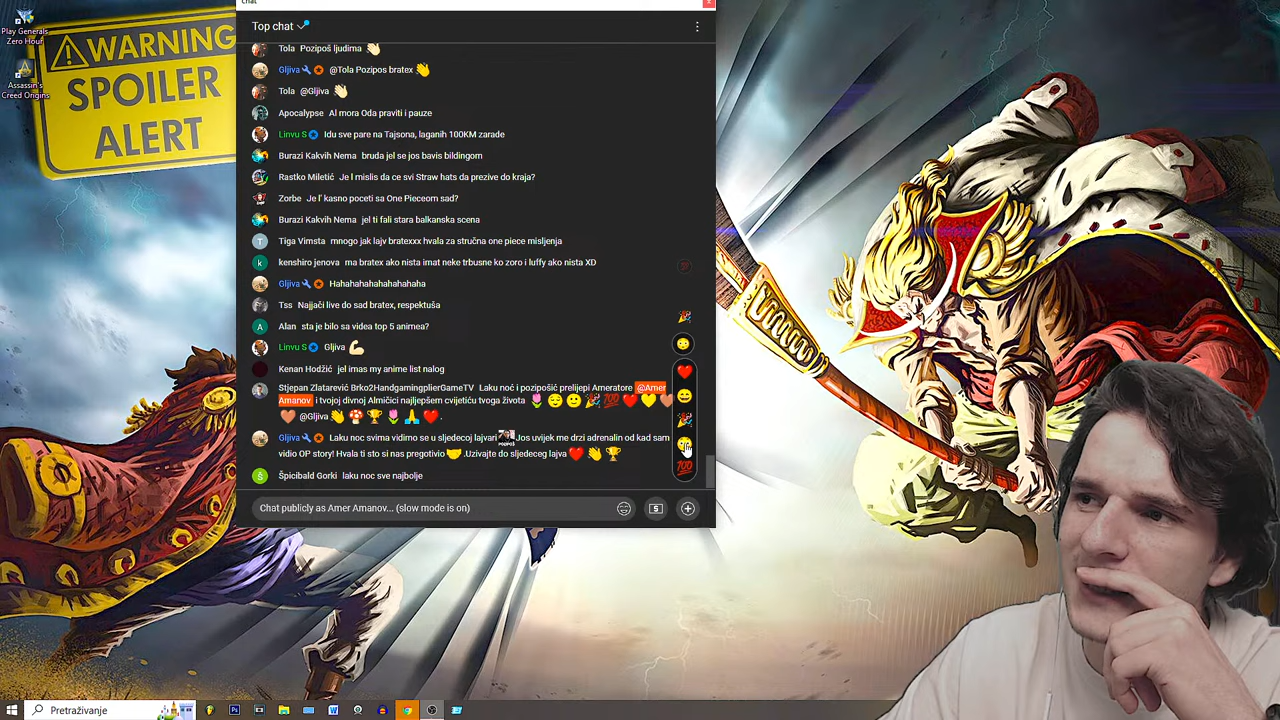 Play Generals
Zero Hour
Assassin's
Creed Origins
WARNING
SPOILER
ALERT
Chat
Top chat
Tola Pozipoš ljudima
Gljiva @Tola Pozipos bratex
Tola @Gljiva
Apocalypse Al mora Oda praviti i pauze
Linvu S Idu sve pare na Tajsona, laganih 100KM zarade
Burazi Kakvih Nema bruda jel se jos bavis bildingom
Rastko Miletić Je l mislis da ce svi Straw hats da prezive do kraja?
Zorbe Je l' kasno poceti sa One Pieceom sad?
Burazi Kakvih Nema jel ti fali stara balkanska scena
T Tiga Vimsta mnogo jak lajv bratexxx hvala za stručna one piece misljenja
k kenshiro jenova ma bratex ako nista imat neke trbusne ko zoro i luffy ako nista XD
Gljiva Hahahahahahahahaha
Tss Najjači live do sad bratex, respektuša
A Alan sta je bilo sa videa top 5 animea?
Linvu S Gljiva 💪
Kenan Hodžić jel imas my anime list nalog
Stjepan Zlatarević Brko2HandgamingplierGameTV Laku noć i pozipošić prelijepi Ameratore @Amer
Amanov i tvojoj divnoj Almičici najljepšem cvijetiću tvoga života 💯
@Gljiva
Gljiva Laku noc svima vidimo se u sljedecoj lajvari POZIPOŠ Jos uvijek me drzi adrenalin od kad sam
vidio OP story! Hvala ti sto si nas pregotivio .Uzivajte do sljedeceg lajva
Š Špicibald Gorki laku noc sve najbolje
100
Chat publicly as Amer Amanov... (slow mode is on)
Pretraživanje